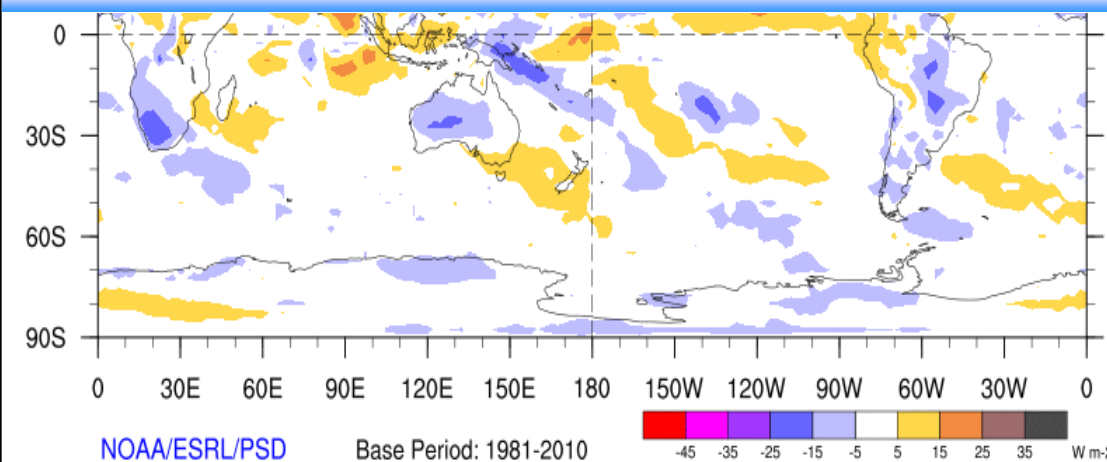 0
30S
60S
90S
0 30E 60E 90E 120E 150E 180 150W 120W 90W 60W 30W 0
NOAA/ESRL/PSD Base Period: 1981-2010
-45 -35 -25 -15 -5 5 15 25 35 W m-2